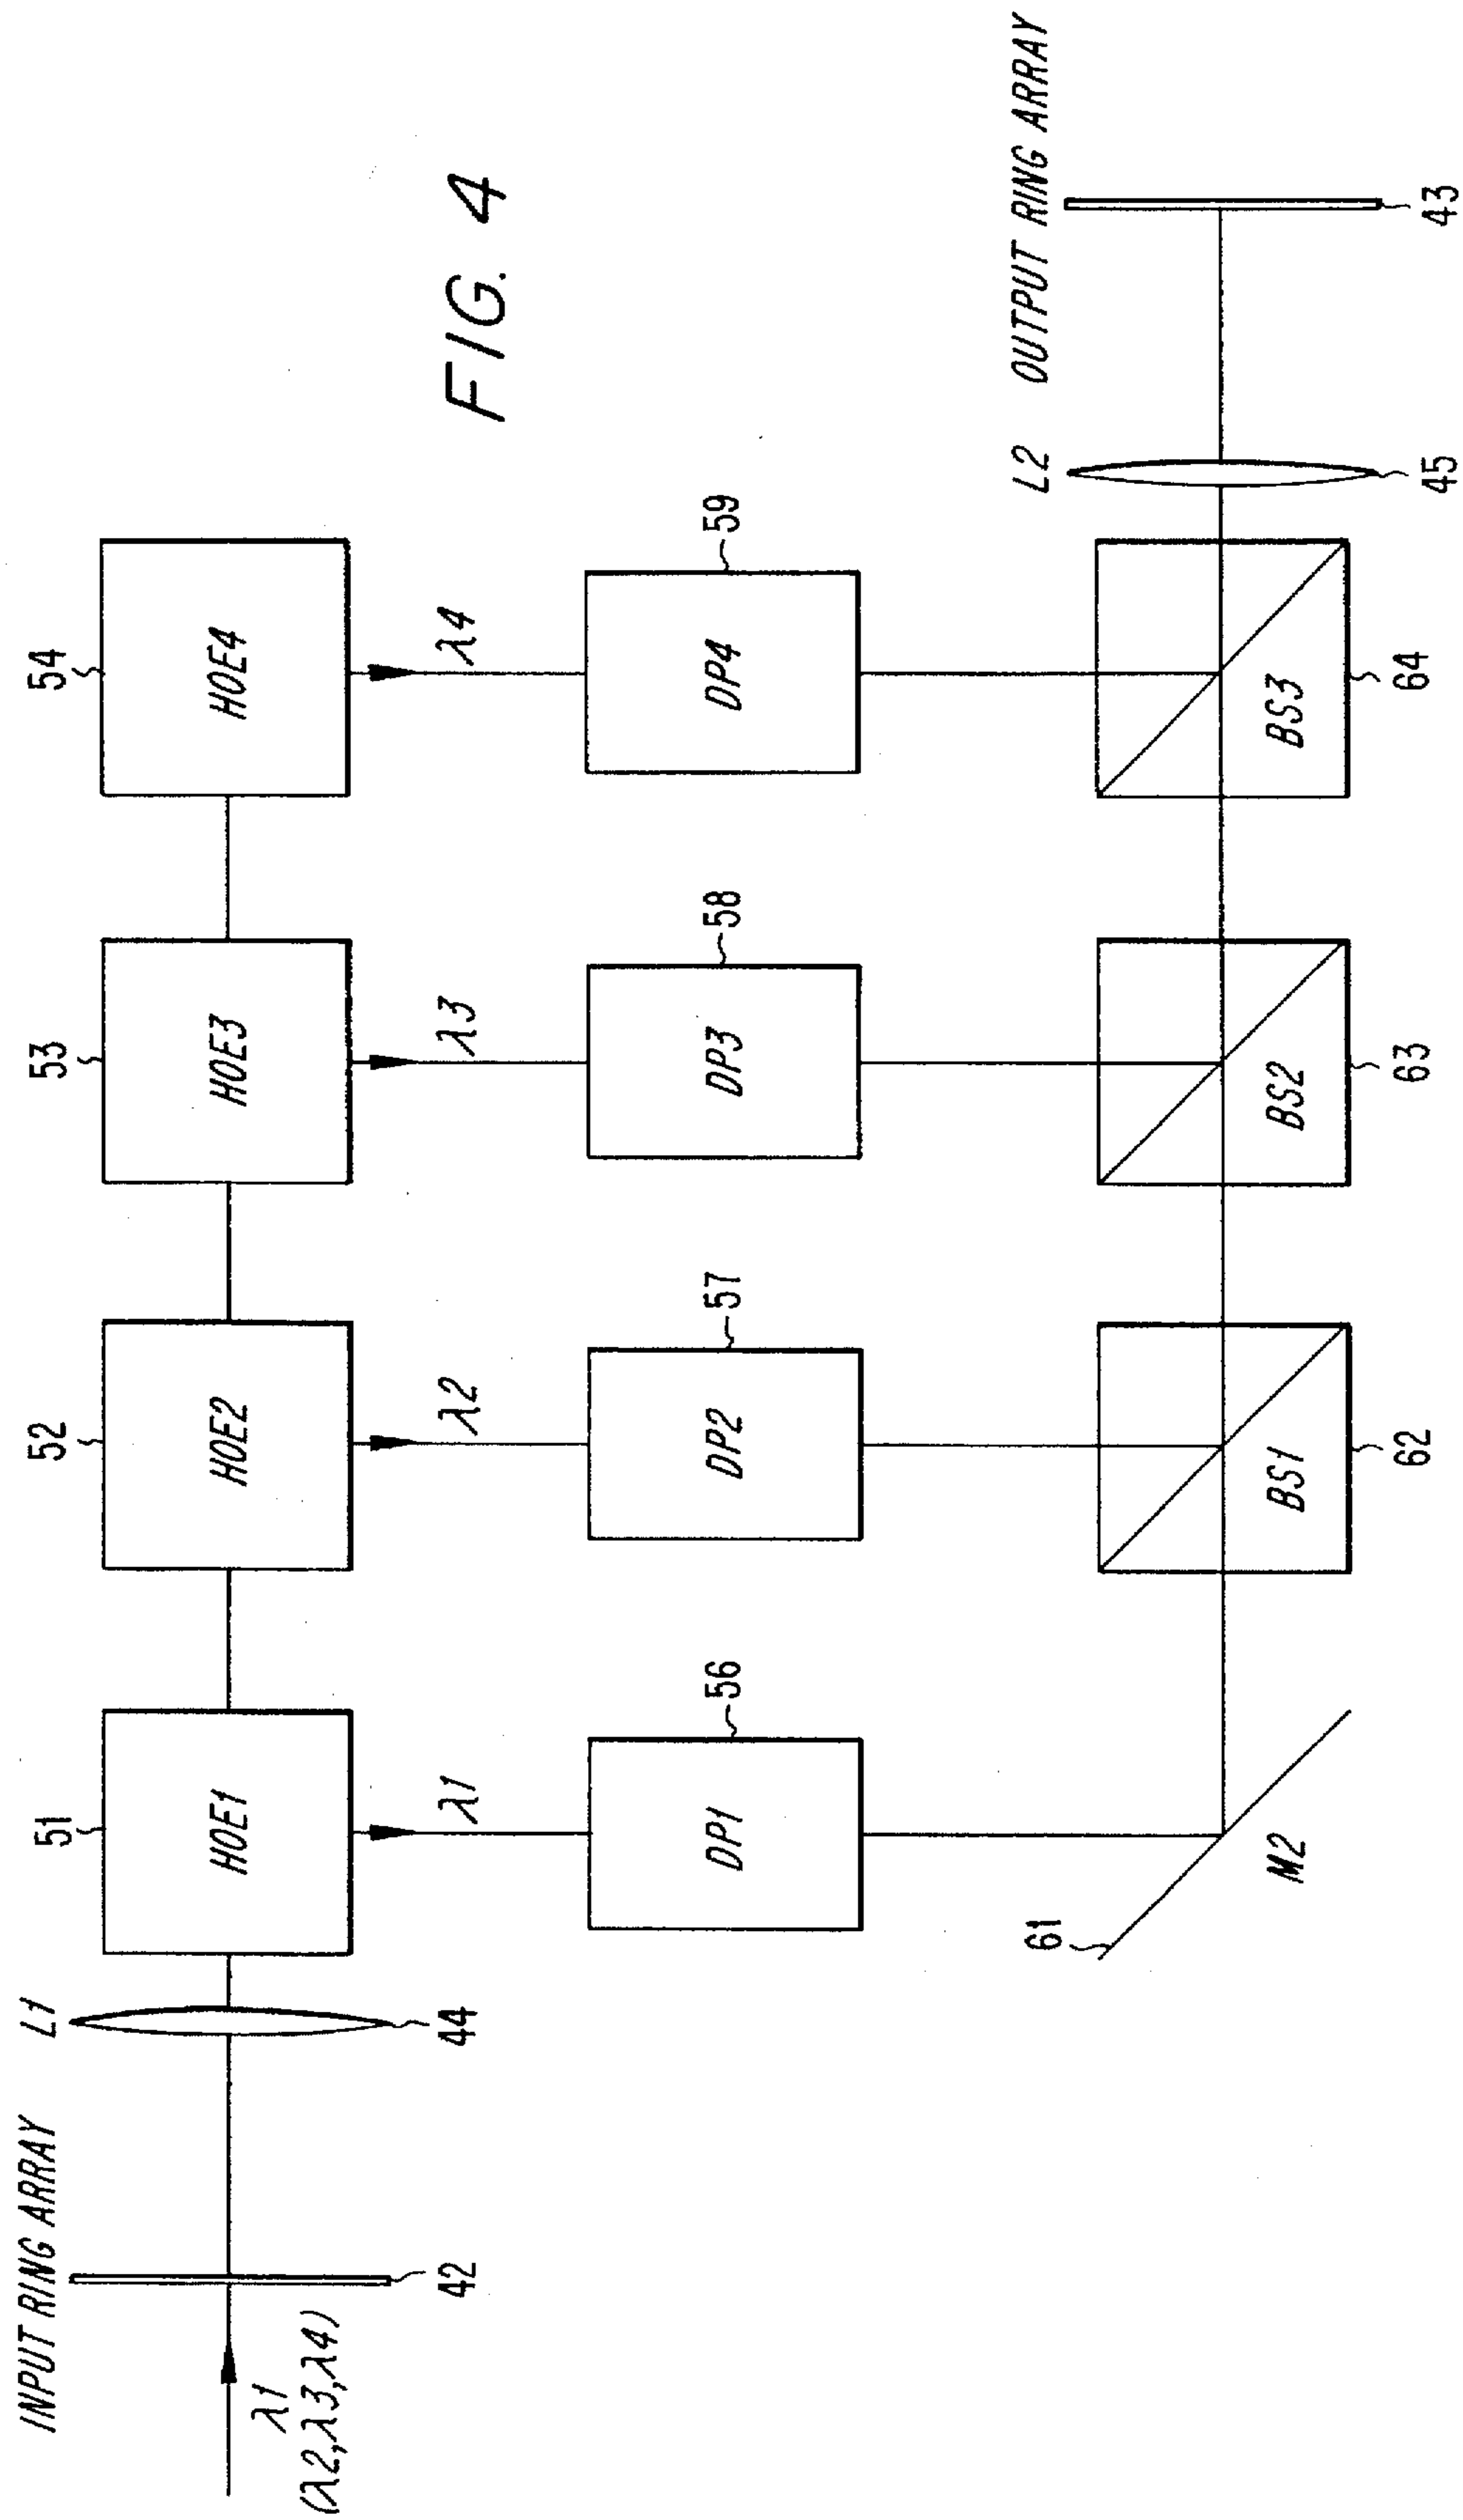 FIG. 4
INPUT RING ARRAY
L1
λ1
(λ2,λ3,λ4)
42
44
51
52
53
54
HOE1
HOE2
HOE3
HOE4
λ1
λ2
λ3
λ4
56
57
58
59
DP1
DP2
DP3
DP4
61
M2
BS1
BS2
BS3
62
63
64
L2
OUTPUT RING ARRAY
45
43